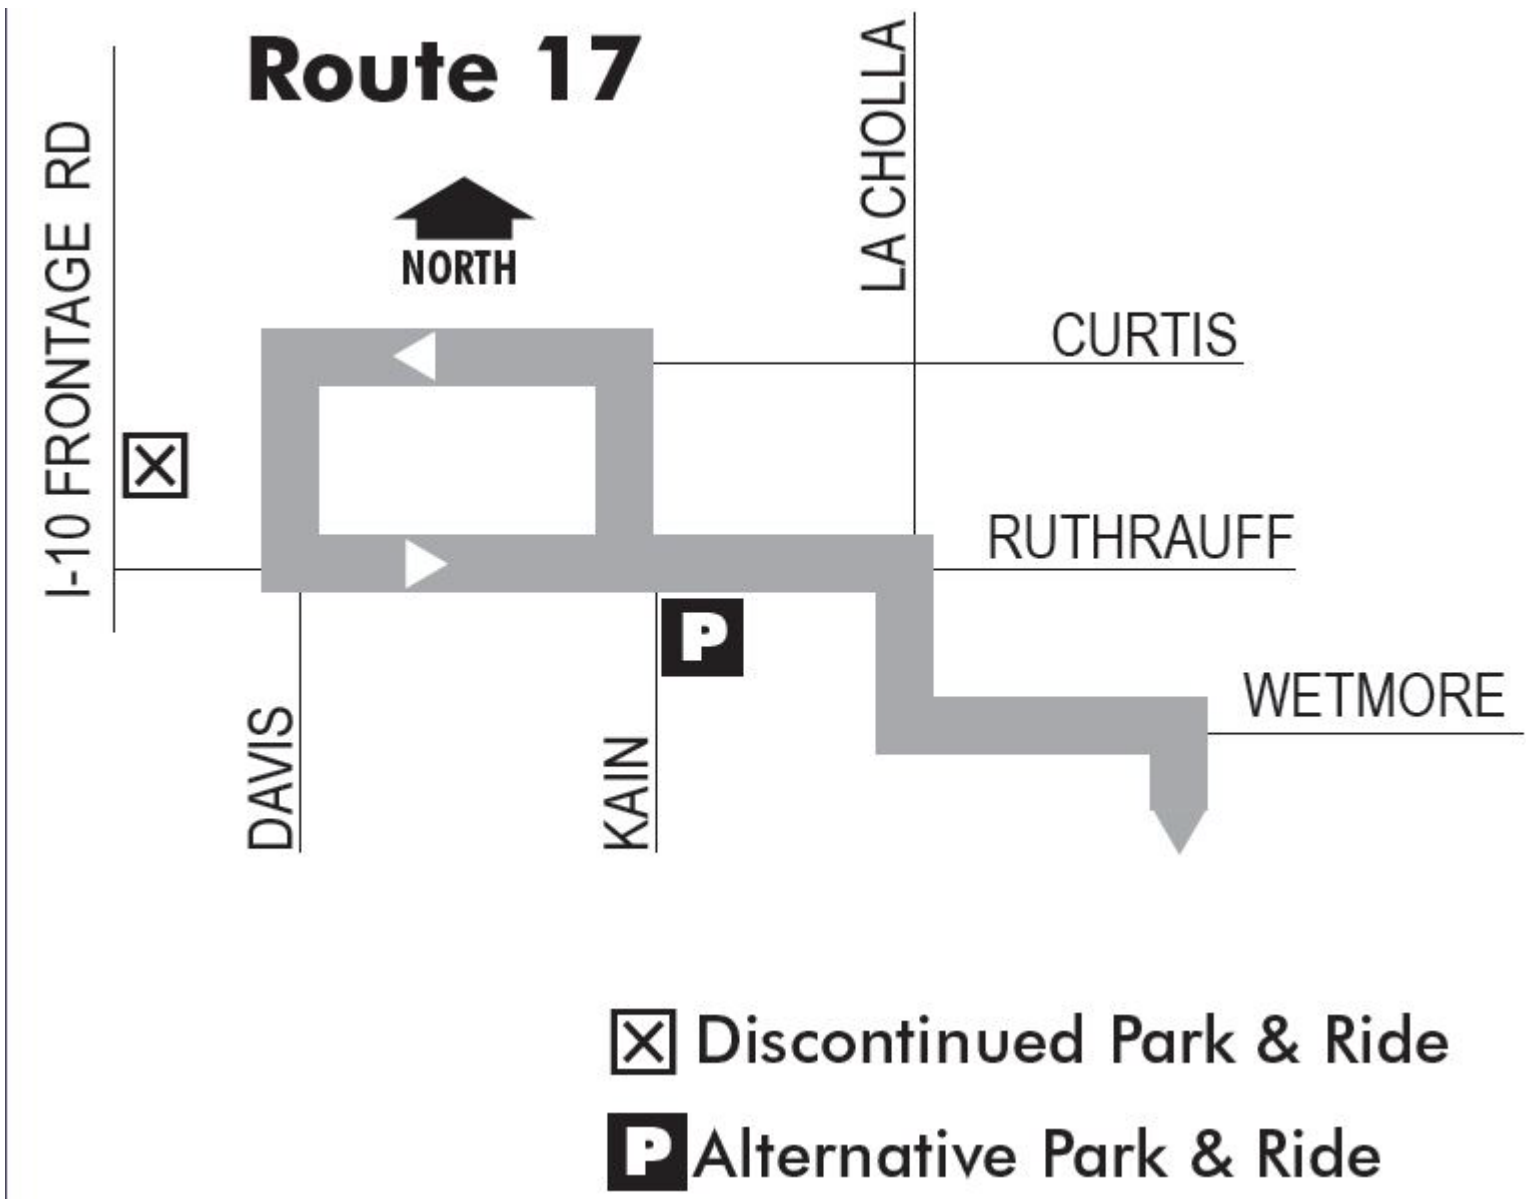 Route 17
I-10 FRONTAGE RD
LA CHOLLA
NORTH
CURTIS
RUTHRAUFF
P
WETMORE
DAVIS
KAIN
Discontinued Park & Ride
P Alternative Park & Ride